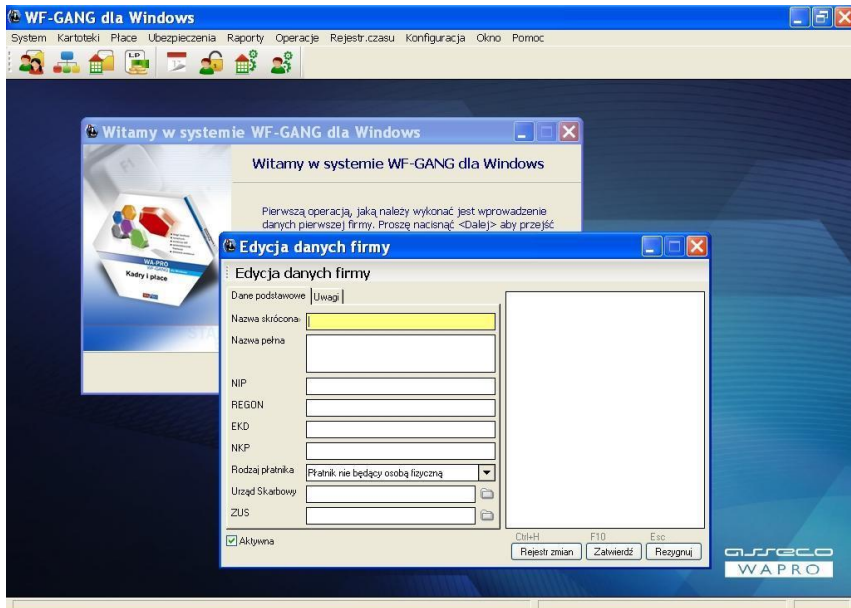 WF-GANG dla Windows
System Kartoteki Płace Ubezpieczenia Raporty Operacje Rejestr.czasu Konfiguracja Okno Pomoc
LP
Witamy w systemie WF-GANG dla Windows
Witamy w systemie WF-GANG dla Windows
Pierwszą operacją, jaką należy wykonać jest wprowadzenie
danych pierwszej firmy. Proszę nacisnąć <Dalej> aby przejść
WA-PRO
Kadry i płace
Edycja danych firmy
Edycja danych firmy
Dane podstawowe Uwagi
Nazwa skrócona
Nazwa pełna
NIP
REGON
EKD
NKP
Rodzaj płatnika Płatnik nie będący osobą fizyczną
Urząd Skarbowy
ZUS
Aktywna
Ctrl+H F10 Esc
Rejestr zmian Zatwierdź Rezygnuj
asseco
WAPRO